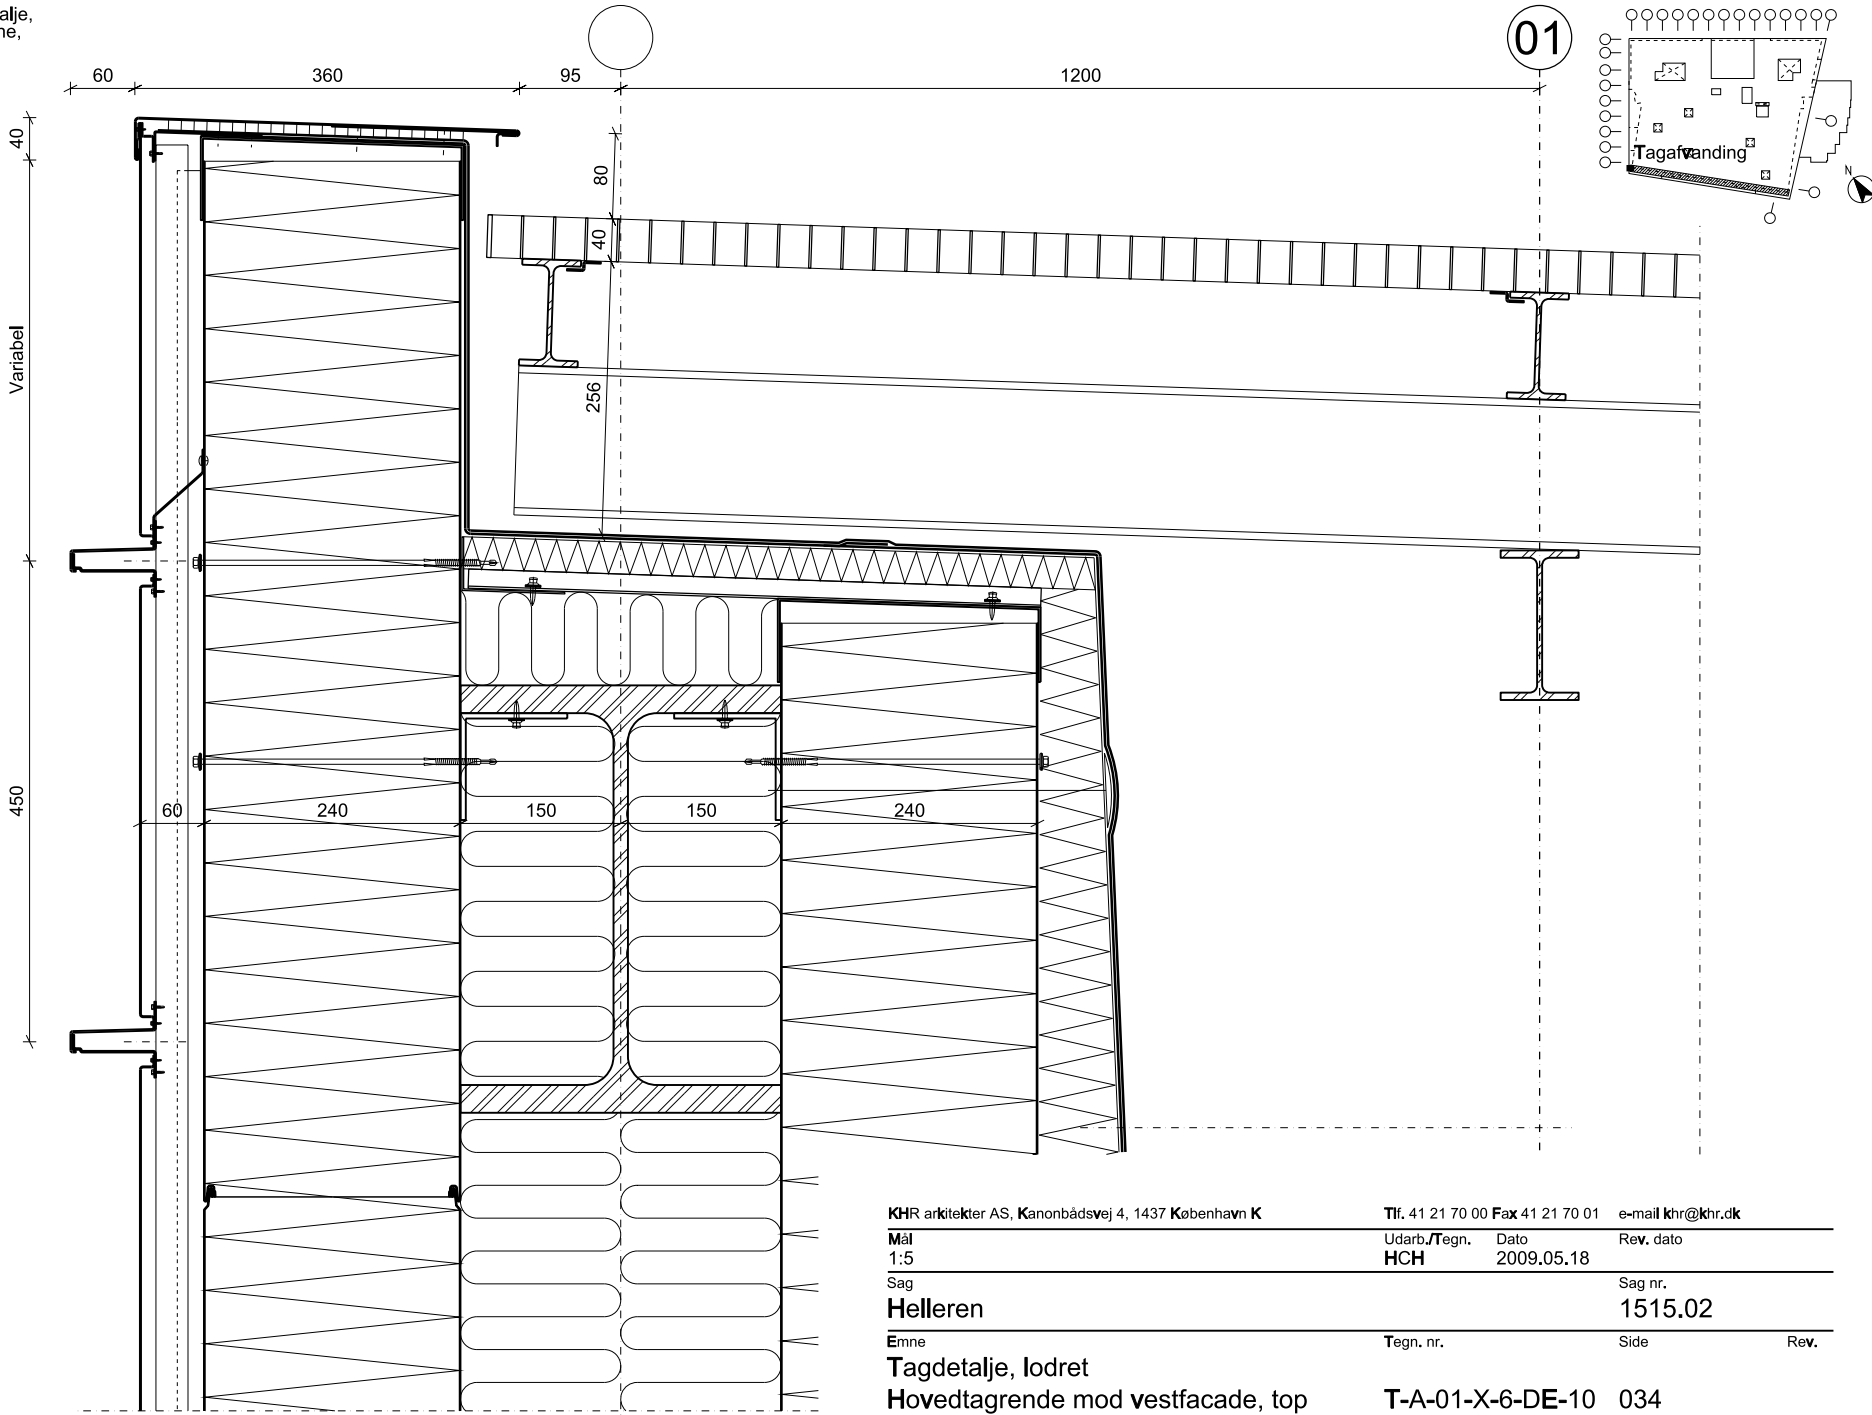 alje,
ne,
01
60
360
95
1200
40
80
Tagafvanding
N
40
Variabel
256
450
60
240
150
150
240
KHR arkitekter AS, Kanonbådsvej 4, 1437 København K Tlf. 41 21 70 00 Fax 41 21 70 01 e-mail khr@khr.dk
Mål Udarb./Tegn. Dato Rev. dato
1:5 HCH 2009.05.18
Sag Sag nr.
Helleren 1515.02
Emne Tegn. nr. Side Rev.
Tagdetalje, lodret
Hovedtagrende mod vestfacade, top T-A-01-X-6-DE-10 034